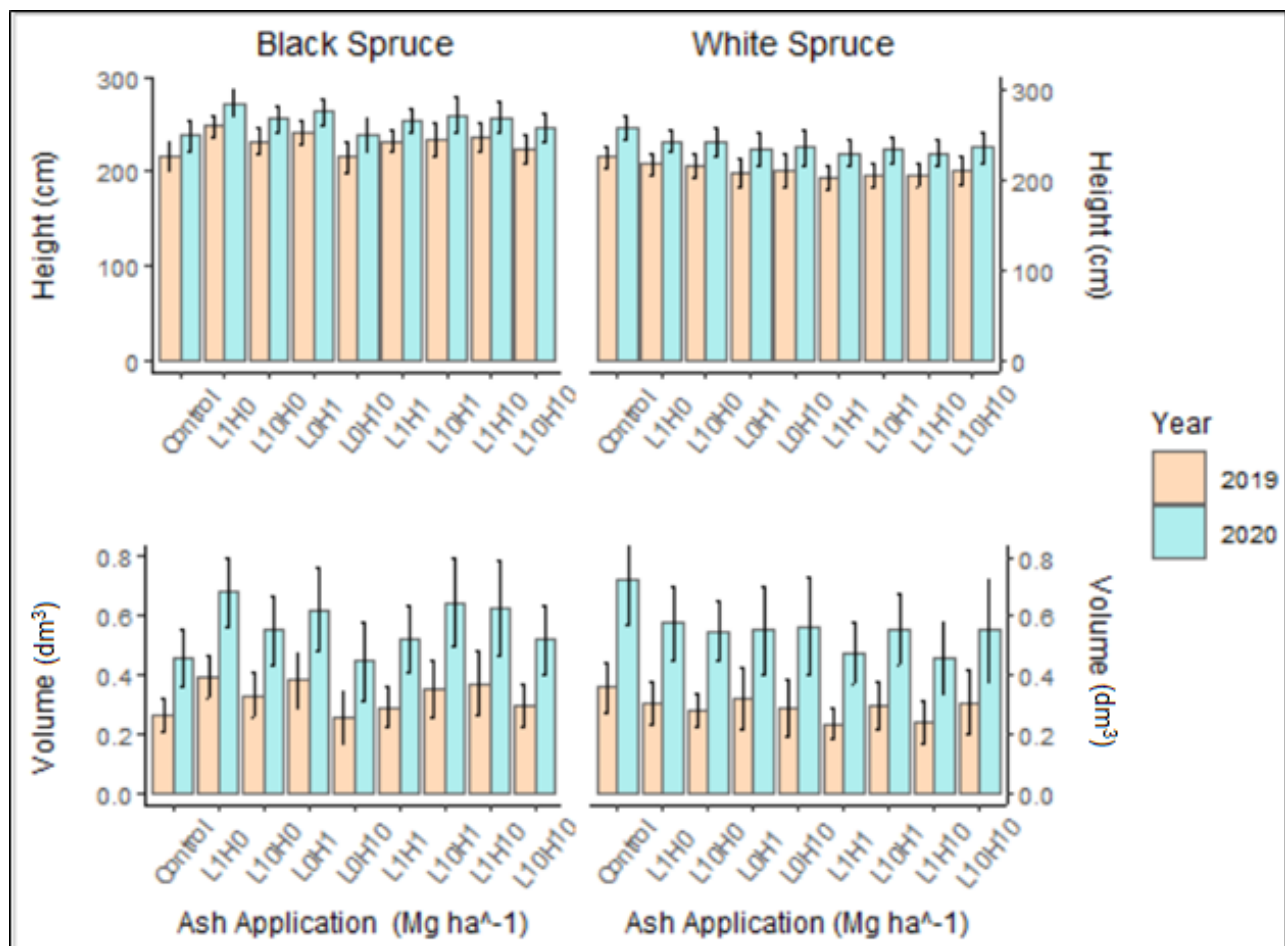 Black Spruce
White Spruce
Height (cm)
300
200
100
0
300
200
100
0
Height (cm)
Control
L1H0
L10H0
L0H1
L0H10
L1H1
L10H1
L1H10
L10H10
Control
L1H0
L10H0
L0H1
L0H10
L1H1
L10H1
L1H10
L10H10
Year
2019
2020
Volume (dm³)
0.8
0.6
0.4
0.2
0.0
0.8
0.6
0.4
0.2
0.0
Volume (dm³)
Control
L1H0
L10H0
L0H1
L0H10
L1H1
L10H1
L1H10
L10H10
Control
L1H0
L10H0
L0H1
L0H10
L1H1
L10H1
L1H10
L10H10
Ash Application (Mg ha^-1)
Ash Application (Mg ha^-1)